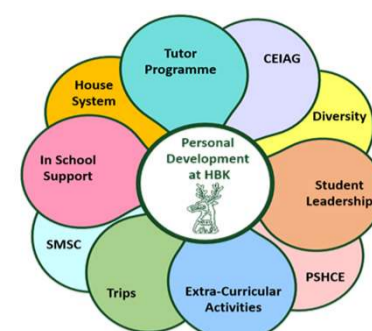 Tutor
Programme
CEIAG
Diversity
Student
Leadership
PSHCE
Extra-Curricular
Activities
Trips
SMSC
In School
Support
House
System
Personal
Development
at HBK